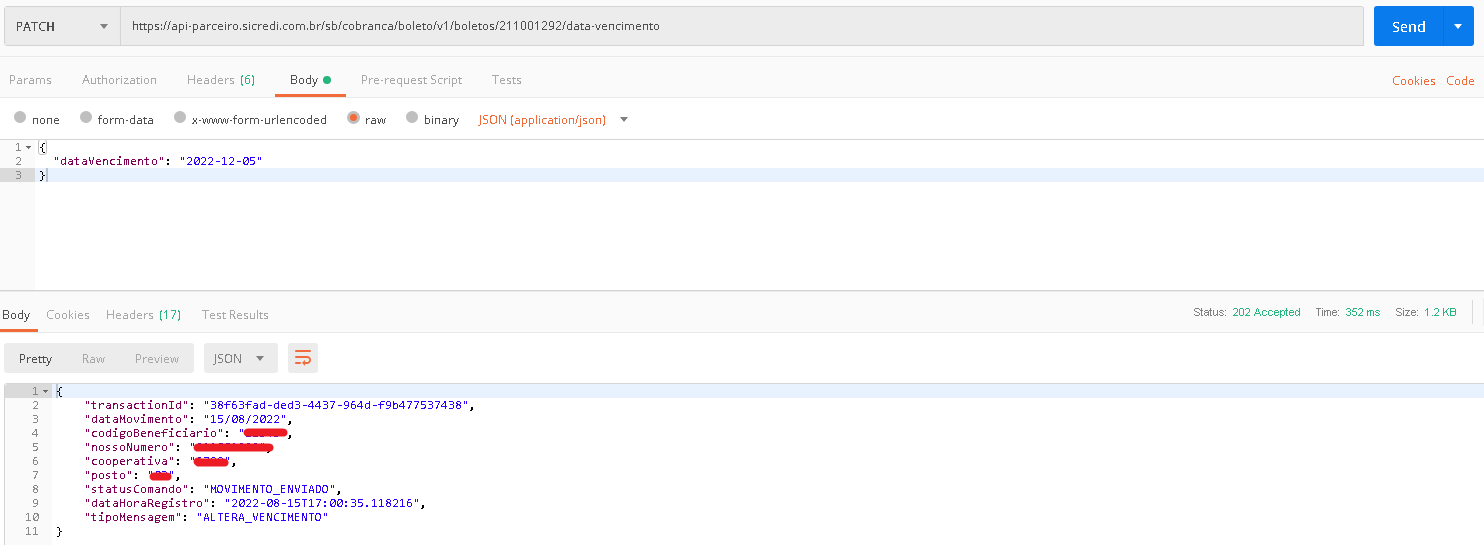 PATCH https://api-parceiro.sicredi.com.br/sb/cobranca/boleto/v1/boletos/211001292/data-vencimento Send
Params Authorization Headers (6) Body Pre-request Script Tests Cookies Code
none form-data x-www-form-urlencoded raw binary JSON (application/json)
1 {
2 "dataVencimento": "2022-12-05"
3 }
Body Cookies Headers (17) Test Results Status: 202 Accepted Time: 352 ms Size: 1.2 KB
Pretty Raw Preview JSON
1 {
2 "transactionId": "38f63fad-ded3-4437-964d-f9b477537438",
3 "dataMovimento": "15/08/2022",
4 "codigoBeneficiario": ",
5 "nossoNumero": "
6 "cooperativa": ",
7 "posto": ",
8 "statusComando": "MOVIMENTO_ENVIADO",
9 "dataHoraRegistro": "2022-08-15T17:00:35.118216",
10 "tipoMensagem": "ALTERA_VENCIMENTO"
11 }